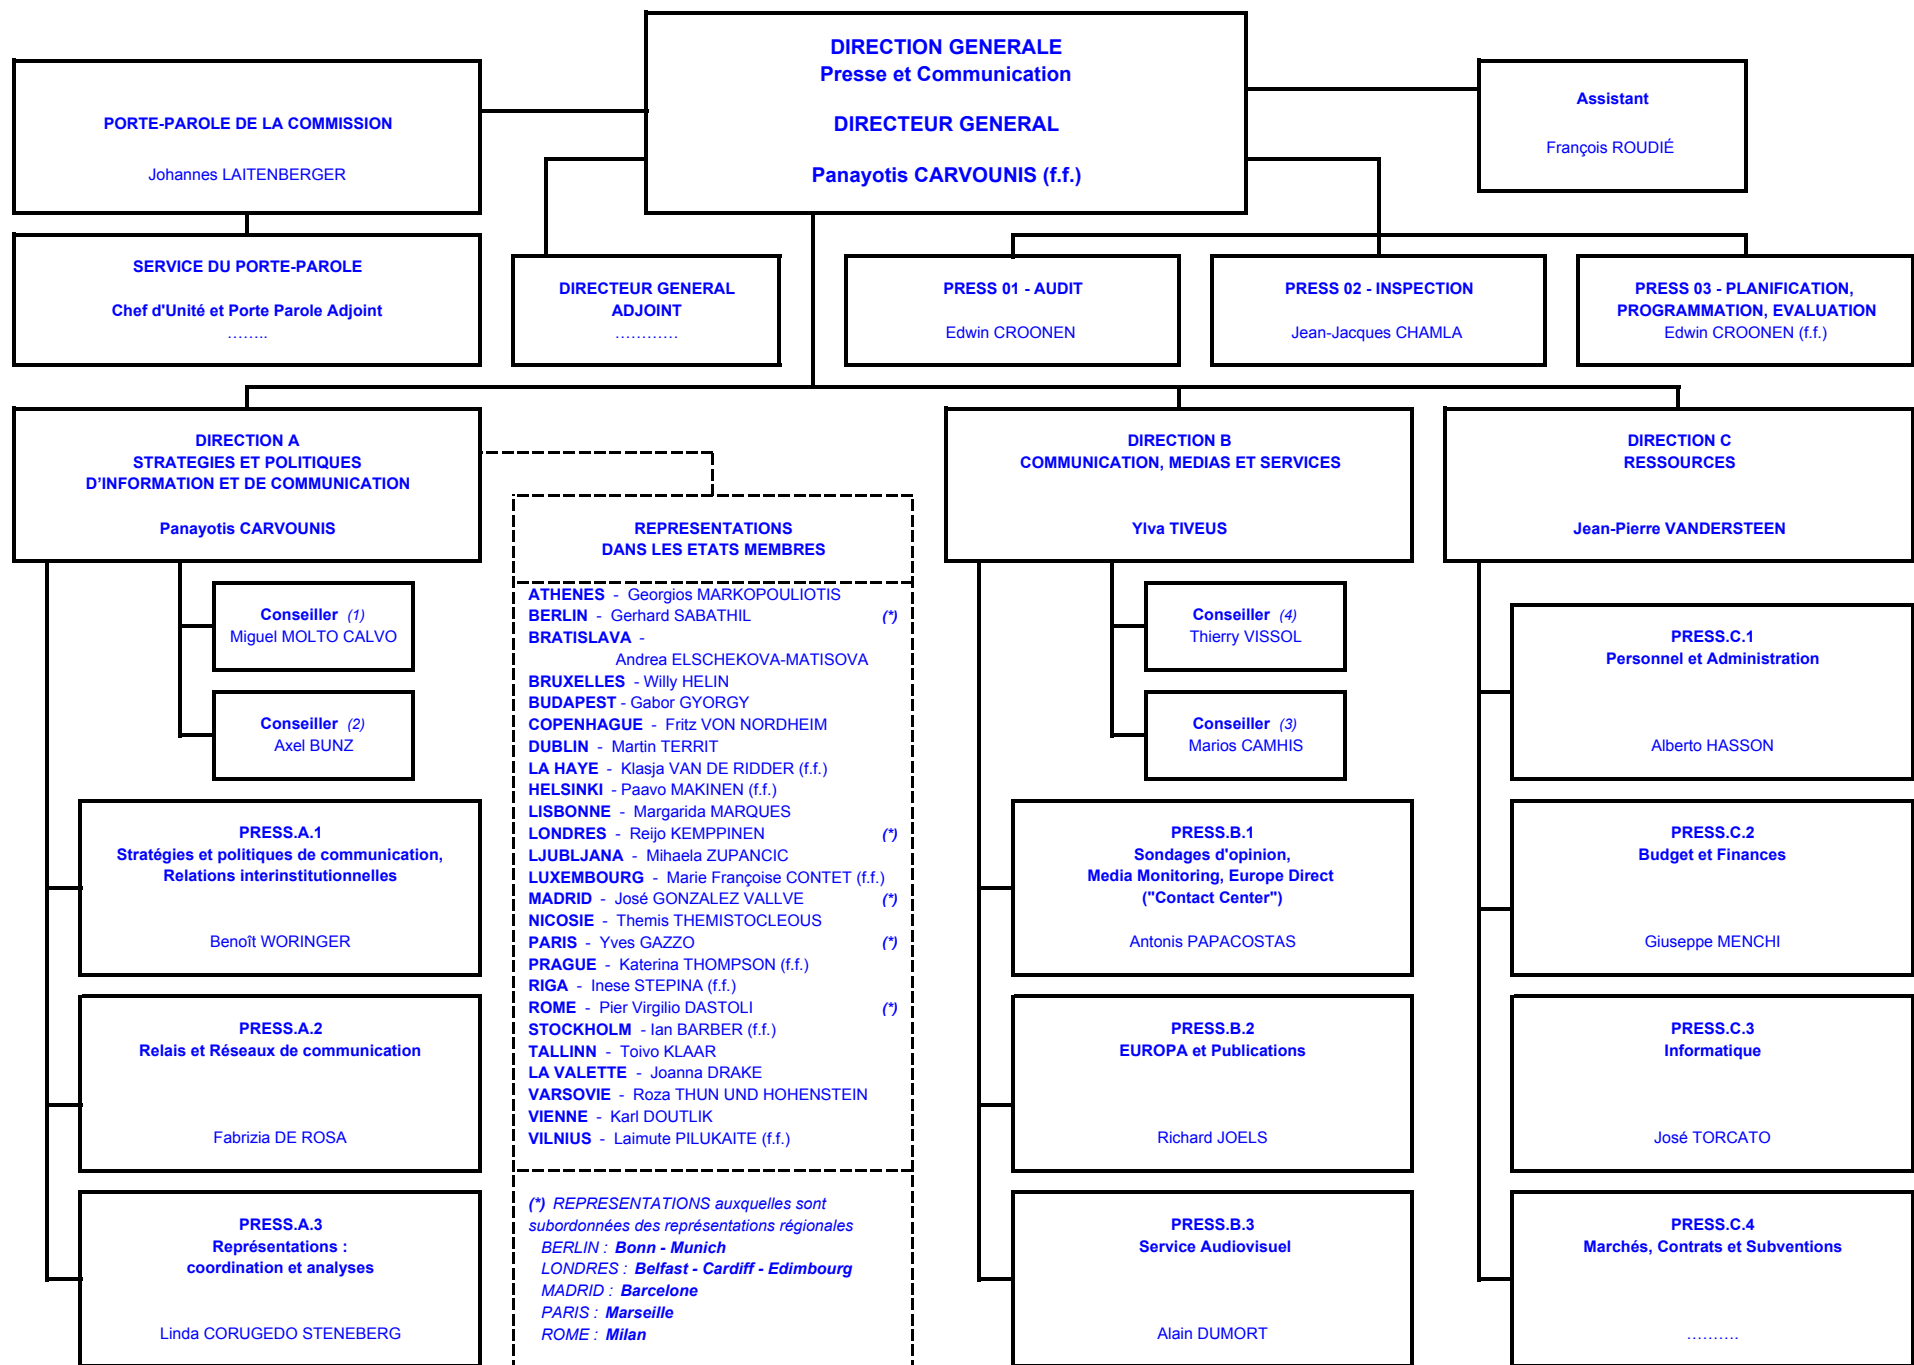 DIRECTION GENERALE
Presse et Communication
DIRECTEUR GENERAL
Panayotis CARVOUNIS (f.f.)
PORTE-PAROLE DE LA COMMISSION
Johannes LAITENBERGER
Assistant
François ROUDIÉ
SERVICE DU PORTE-PAROLE
Chef d'Unité et Porte Parole Adjoint
……..
DIRECTEUR GENERAL
ADJOINT
…………
PRESS 01 - AUDIT
Edwin CROONEN
PRESS 02 - INSPECTION
Jean-Jacques CHAMLA
PRESS 03 - PLANIFICATION,
PROGRAMMATION, EVALUATION
Edwin CROONEN (f.f.)
DIRECTION A
STRATEGIES ET POLITIQUES
D'INFORMATION ET DE COMMUNICATION
Panayotis CARVOUNIS
Conseiller (1)
Miguel MOLTO CALVO
Conseiller (2)
Axel BUNZ
PRESS.A.1
Stratégies et politiques de communication,
Relations interinstitutionnelles
Benoît WORINGER
PRESS.A.2
Relais et Réseaux de communication
Fabrizia DE ROSA
PRESS.A.3
Représentations :
coordination et analyses
Linda CORUGEDO STENEBERG
REPRESENTATIONS
DANS LES ETATS MEMBRES
ATHENES - Georgios MARKOPOULIOTIS
BERLIN - Gerhard SABATHIL (*)
BRATISLAVA -
Andrea ELSCHEKOVA-MATISOVA
BRUXELLES - Willy HELIN
BUDAPEST - Gabor GYORGY
COPENHAGUE - Fritz VON NORDHEIM
DUBLIN - Martin TERRIT
LA HAYE - Klasja VAN DE RIDDER (f.f.)
HELSINKI - Paavo MAKINEN (f.f.)
LISBONNE - Margarida MARQUES
LONDRES - Reijo KEMPPINEN (*)
LJUBLJANA - Mihaela ZUPANCIC
LUXEMBOURG - Marie Françoise CONTET (f.f.)
MADRID - José GONZALEZ VALLVE (*)
NICOSIE - Themis THEMISTOCLEOUS
PARIS - Yves GAZZO (*)
PRAGUE - Katerina THOMPSON (f.f.)
RIGA - Inese STEPINA (f.f.)
ROME - Pier Virgilio DASTOLI (*)
STOCKHOLM - Ian BARBER (f.f.)
TALLINN - Toivo KLAAR
LA VALETTE - Joanna DRAKE
VARSOVIE - Roza THUN UND HOHENSTEIN
VIENNE - Karl DOUTLIK
VILNIUS - Laimute PILUKAITE (f.f.)
(*) REPRESENTATIONS auxquelles sont
subordonnées des représentations régionales
BERLIN : Bonn - Munich
LONDRES : Belfast - Cardiff - Edimbourg
MADRID : Barcelone
PARIS : Marseille
ROME : Milan
DIRECTION B
COMMUNICATION, MEDIAS ET SERVICES
Ylva TIVEUS
Conseiller (4)
Thierry VISSOL
Conseiller (3)
Marios CAMHIS
PRESS.B.1
Sondages d'opinion,
Media Monitoring, Europe Direct
("Contact Center")
Antonis PAPACOSTAS
PRESS.B.2
EUROPA et Publications
Richard JOELS
PRESS.B.3
Service Audiovisuel
Alain DUMORT
DIRECTION C
RESSOURCES
Jean-Pierre VANDERSTEEN
PRESS.C.1
Personnel et Administration
Alberto HASSON
PRESS.C.2
Budget et Finances
Giuseppe MENCHI
PRESS.C.3
Informatique
José TORCATO
PRESS.C.4
Marchés, Contrats et Subventions
……….